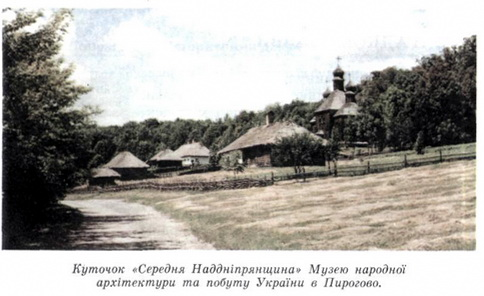 Куточок «Середня Наддніпрянщина» Музею народної
архітектури та побуту України в Пирогово.